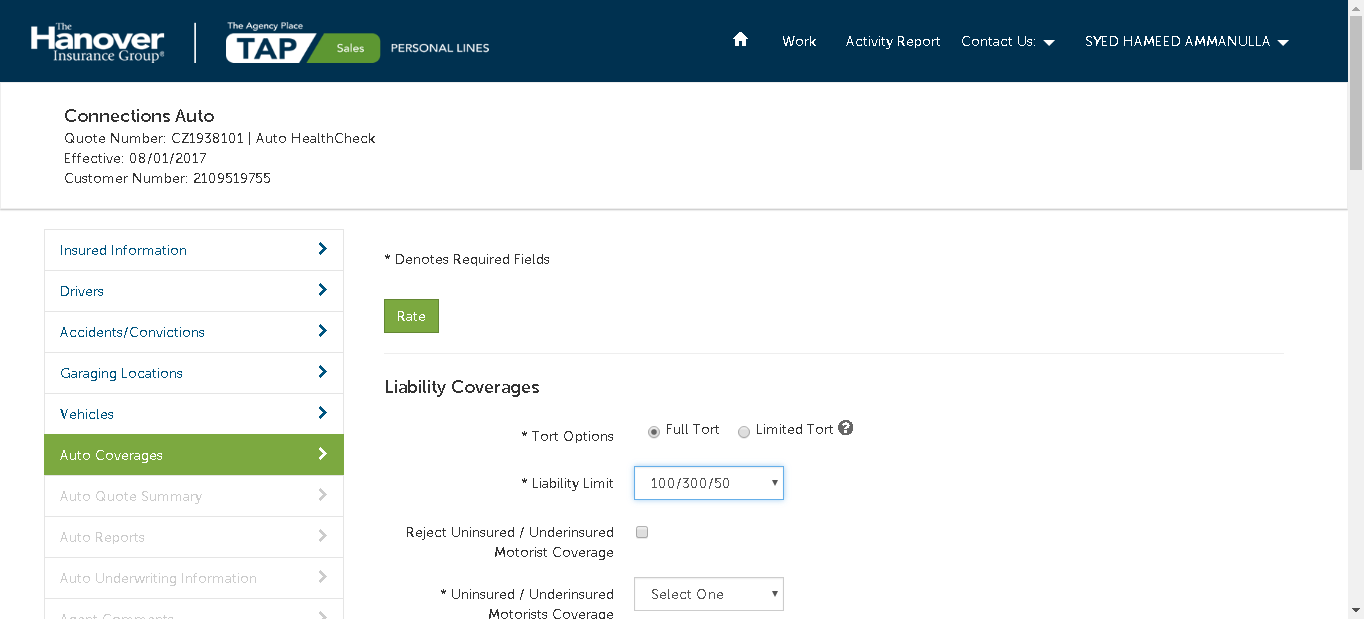 The
Hanover
Insurance Group®
The Agency Place
TAP Sales PERSONAL LINES
Work
Activity Report
Contact Us:
SYED HAMEED AMMANULLA
Connections Auto
Quote Number: CZ1938101 | Auto HealthCheck
Effective: 08/01/2017
Customer Number: 2109519755
Insured Information
Drivers
Accidents/Convictions
Garaging Locations
Vehicles
Auto Coverages
Auto Quote Summary
Auto Reports
Auto Underwriting Information
Agent Comments
* Denotes Required Fields
Rate
Liability Coverages
* Tort Options
Full Tort
Limited Tort ?
* Liability Limit
100/300/50
Reject Uninsured / Underinsured
Motorist Coverage
* Uninsured / Underinsured
Motorists Coverage
Select One